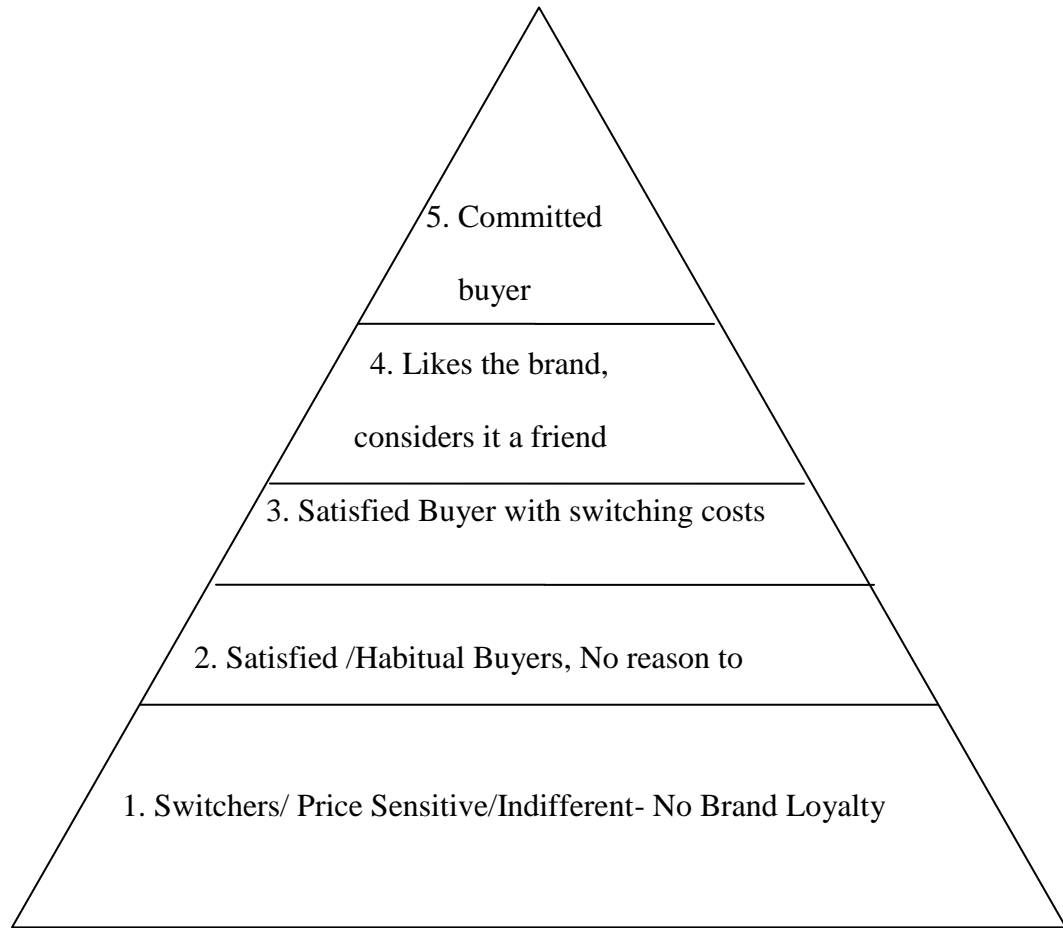 5. Committed
buyer
4. Likes the brand,
considers it a friend
3. Satisfied Buyer with switching costs
2. Satisfied /Habitual Buyers, No reason to
1. Switchers/ Price Sensitive/Indifferent- No Brand Loyalty